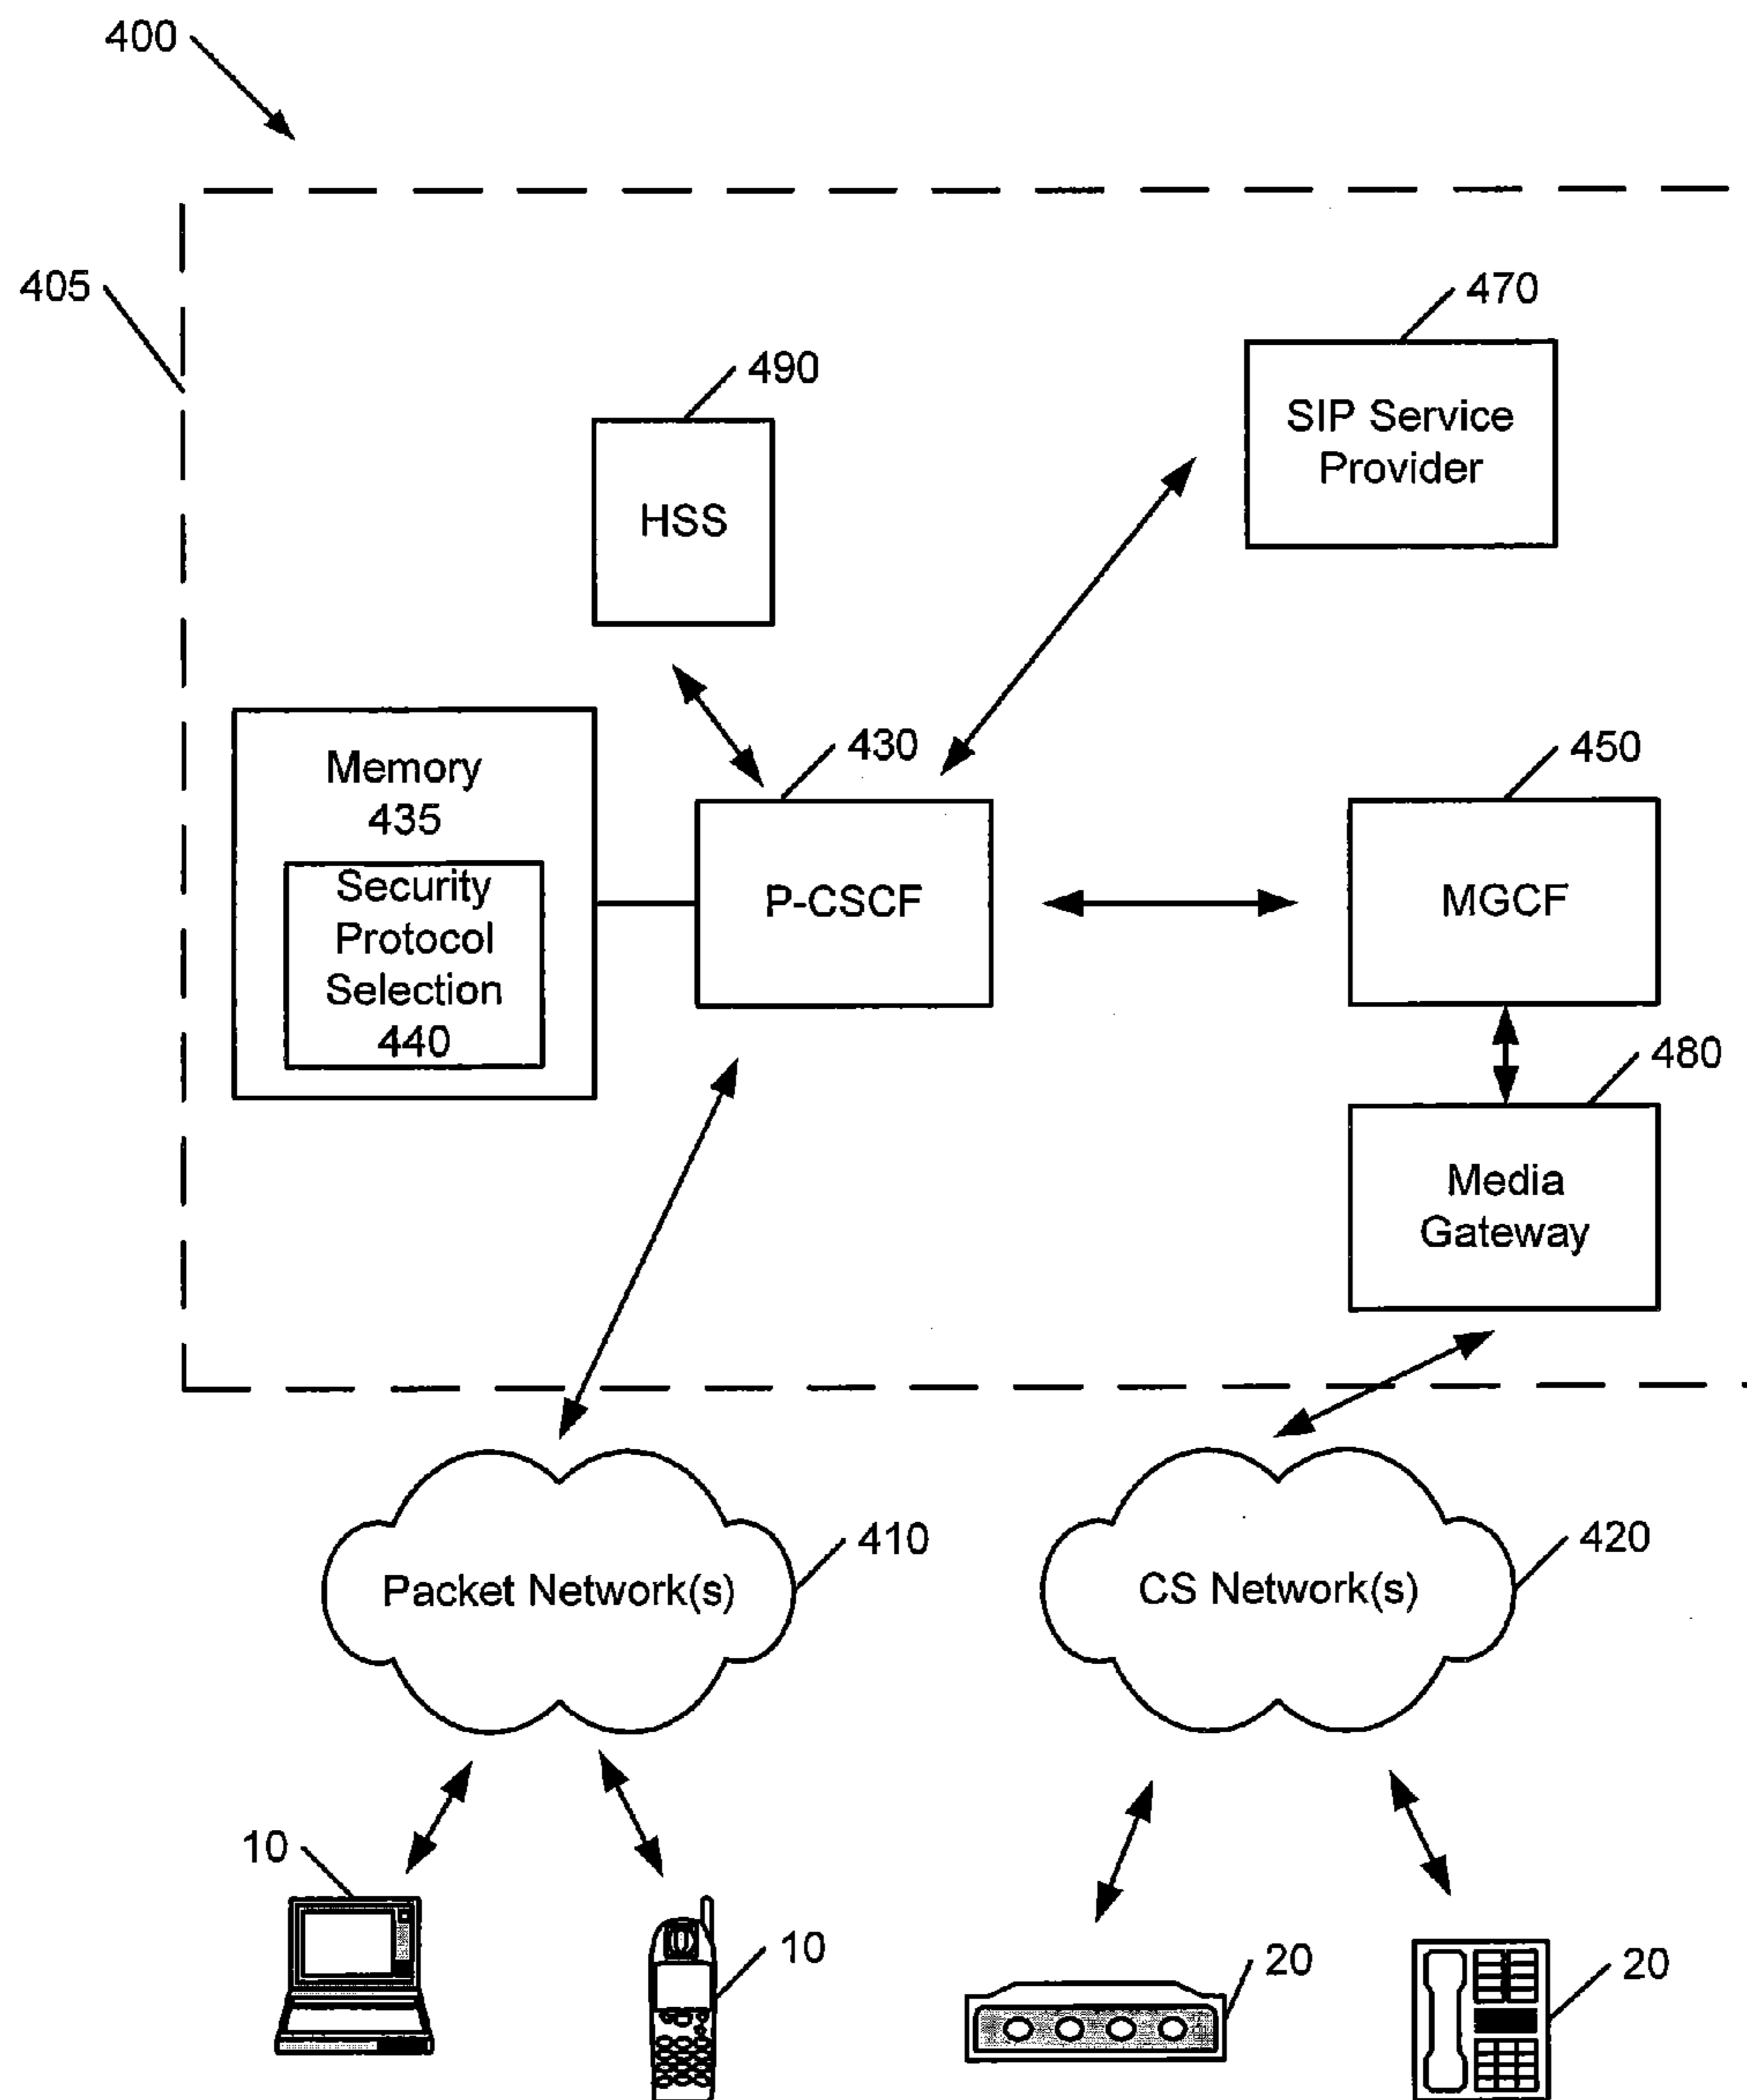 400
405
470
SIP Service
Provider
490
HSS
430
P-CSCF
Memory
435
Security
Protocol
Selection
440
450
MGCF
480
Media
Gateway
410
Packet Network(s)
420
CS Network(s)
10
10
20
20